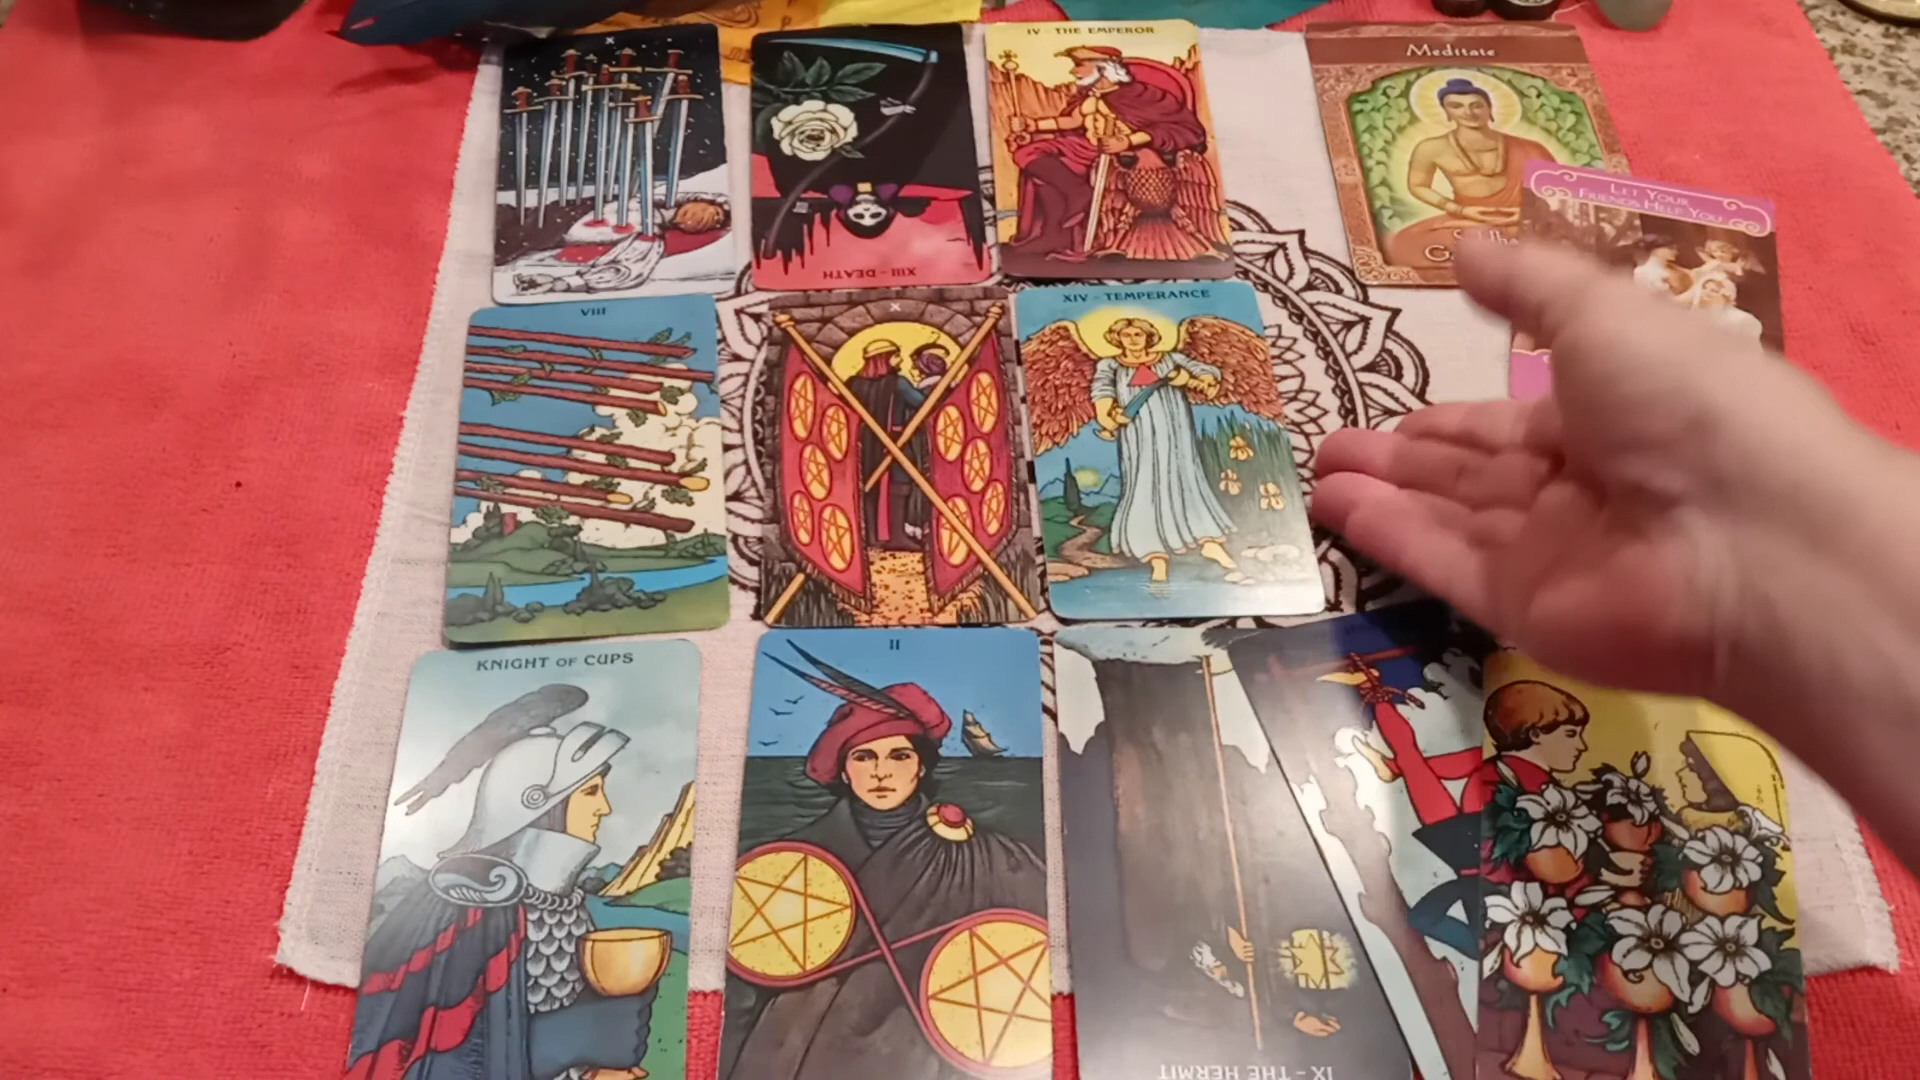 X
XIII - DEATH
IV - THE EMPEROR
Meditate
LET YOUR
FRIENDS HELP YOU
VIII
X
XIV - TEMPERANCE
KNIGHT OF CUPS
II
IX - THE HERMIT